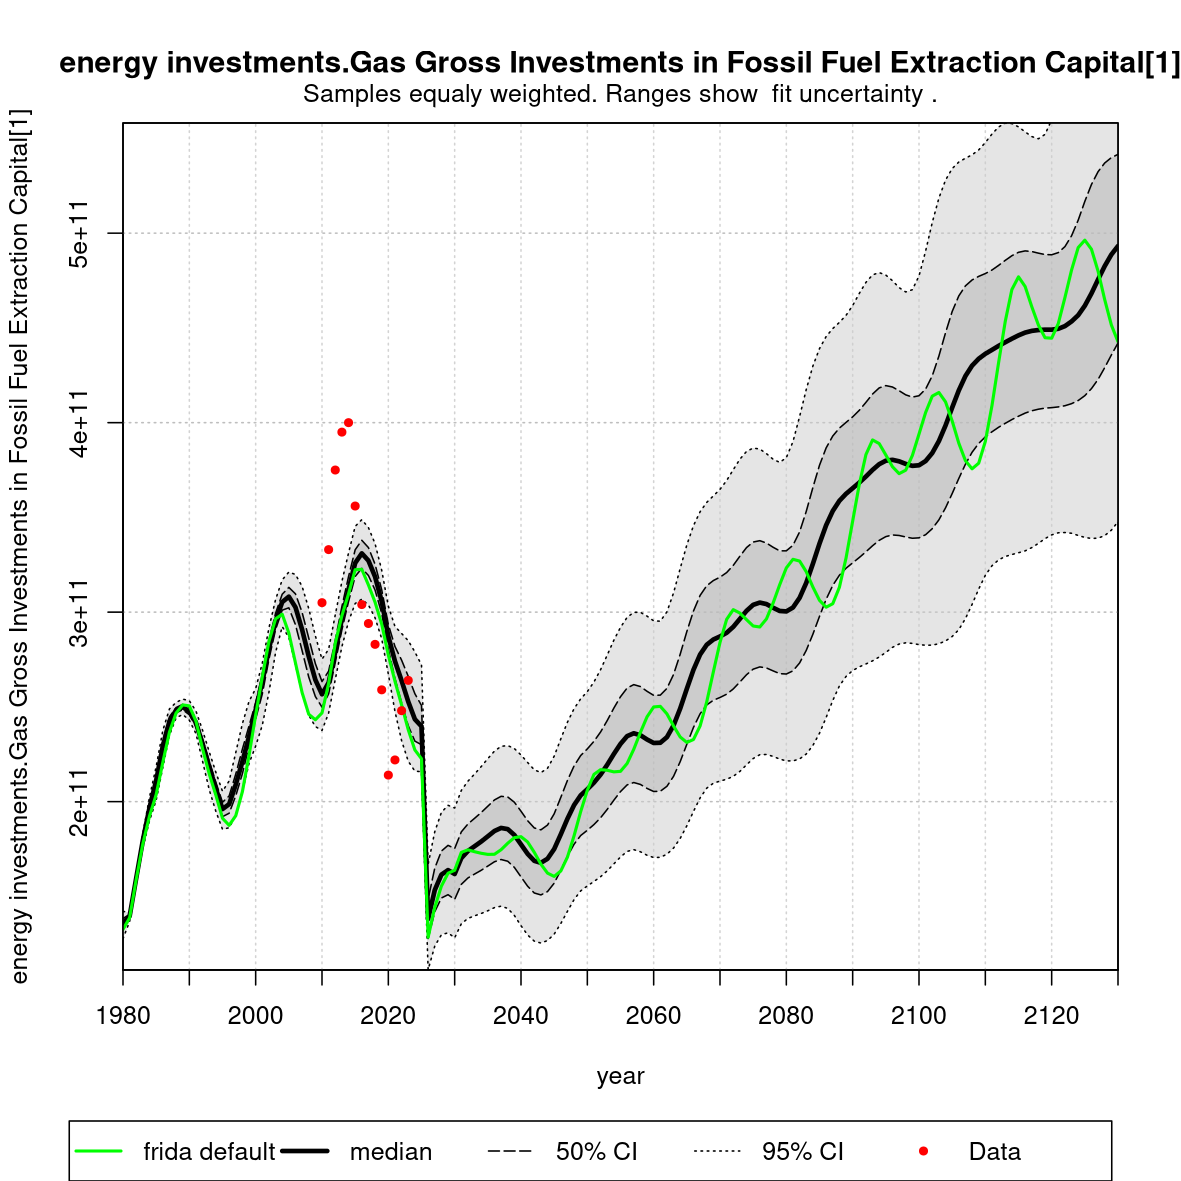 energy investments.Gas Gross Investments in Fossil Fuel Extraction Capital[1]
Samples equaly weighted. Ranges show  fit uncertainty .
energy investments.Gas Gross Investments in Fossil Fuel Extraction Capital[1]
5e+11
4e+11
3e+11
2e+11
1980 2000 2020 2040 2060 2080 2100 2120
year
frida default median 50% CI 95% CI Data